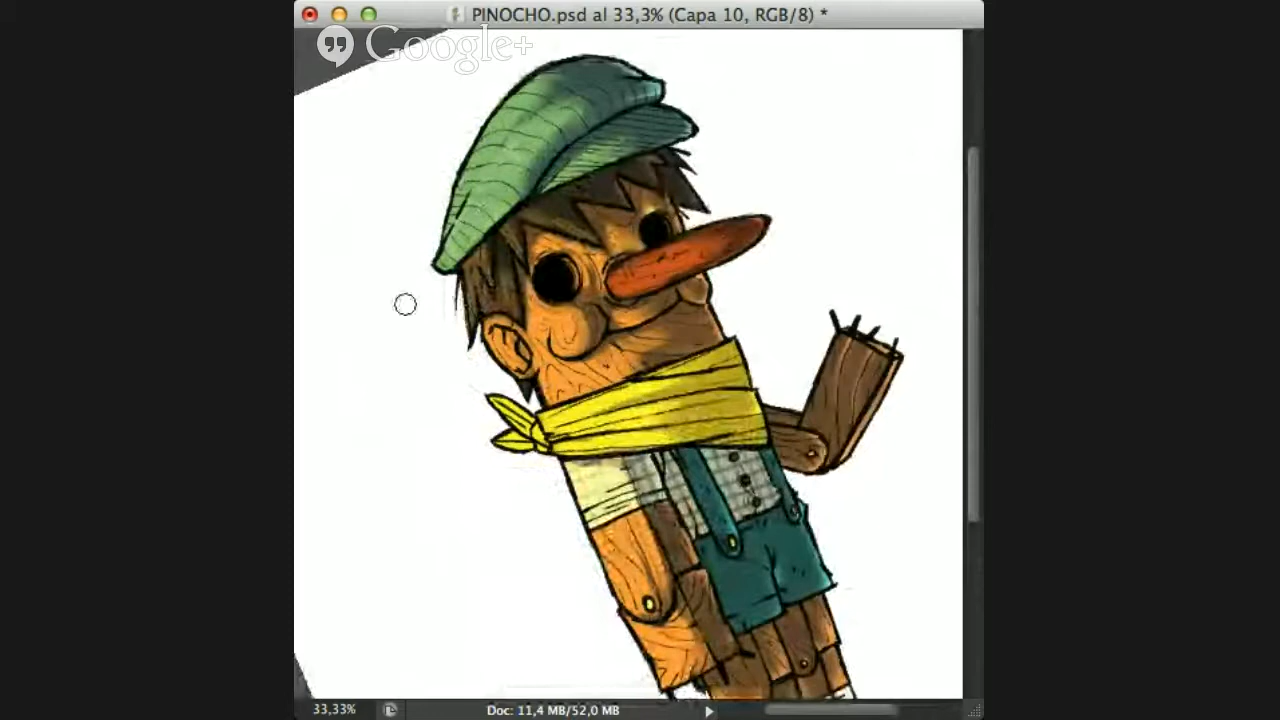 PINOCHO.psd al 33,3% (Capa 10, RGB/8) *
Google+
33,33%
Doc: 11,4 MB/52,0 MB